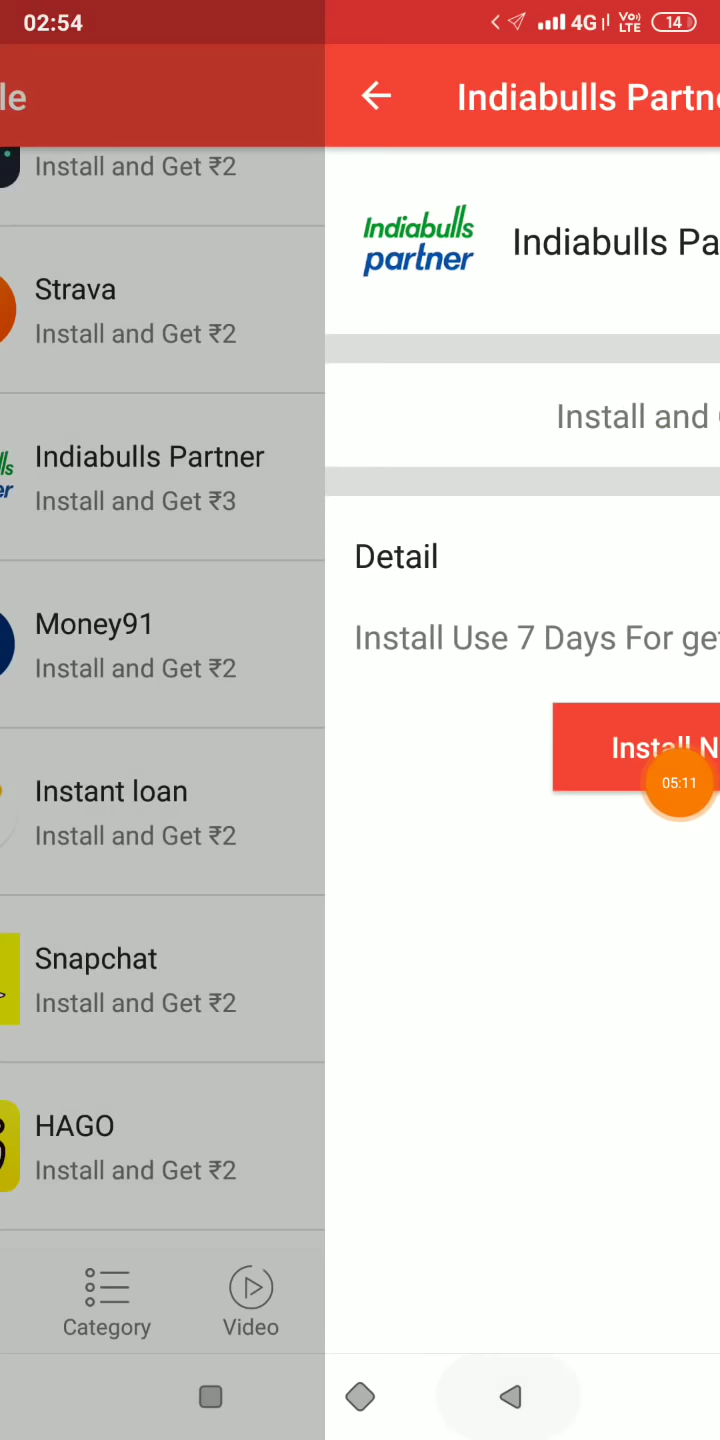 02:54
4G
Vo))
LTE
14
le
Install and Get ₹2
Strava
Install and Get ₹2
Indiabulls Partner
Install and Get ₹3
Money91
Install and Get ₹2
Instant loan
Install and Get ₹2
Snapchat
Install and Get ₹2
HAGO
Install and Get ₹2
Category
Video
Indiabulls Partn
Indiabulls
partner
Indiabulls Pa
Install and
Detail
Install Use 7 Days For ge
Install N
05:11